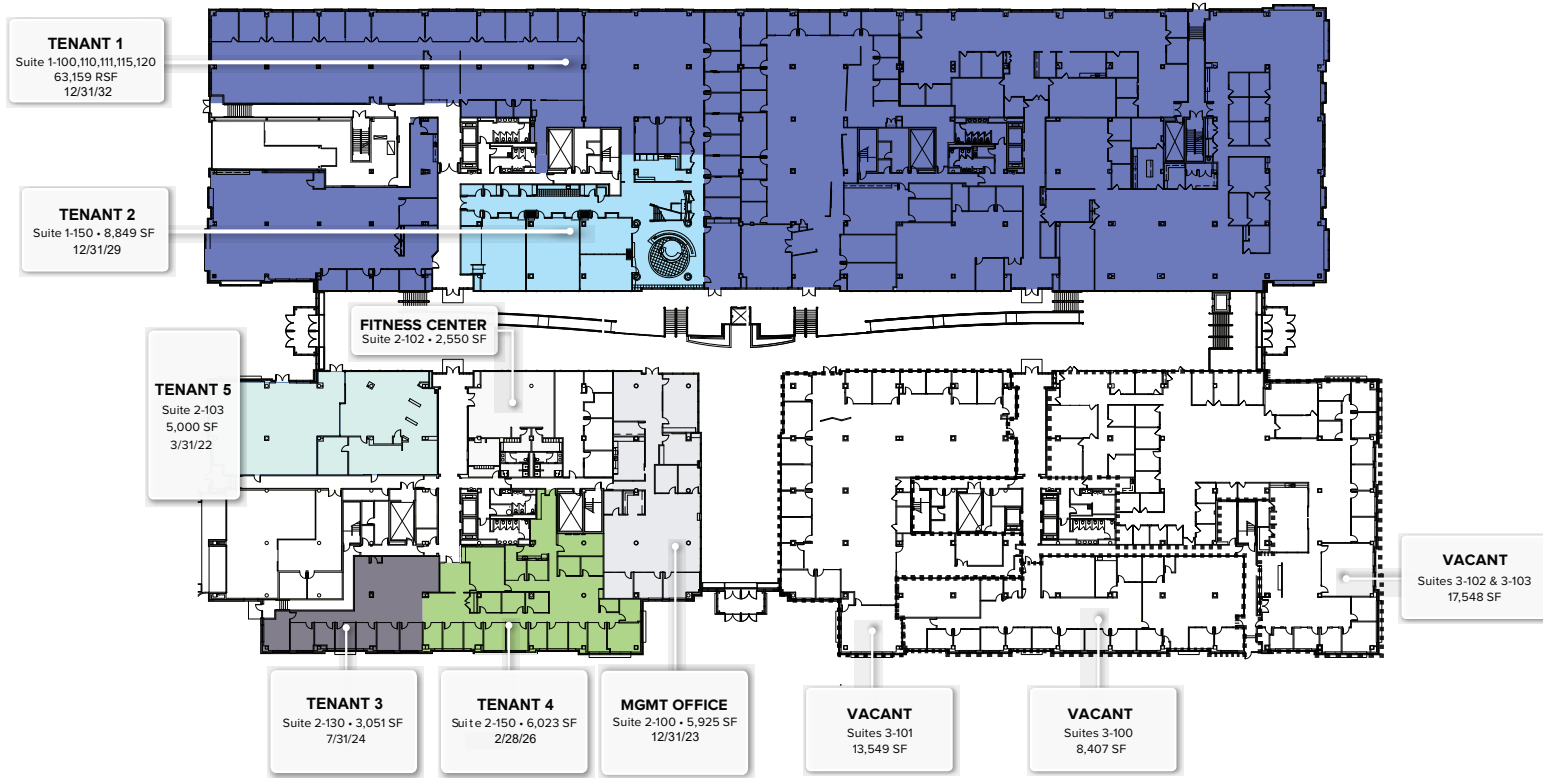 TENANT 1
Suite 1-100,110,111,115,120
63,159 RSF
12/31/32
TENANT 2
Suite 1-150 • 8,849 SF
12/31/29
FITNESS CENTER
Suite 2-102 • 2,550 SF
TENANT 5
Suite 2-103
5,000 SF
3/31/22
VACANT
Suites 3-102 & 3-103
17,548 SF
TENANT 3
Suite 2-130 • 3,051 SF
7/31/24
TENANT 4
Suite 2-150 • 6,023 SF
2/28/26
MGMT OFFICE
Suite 2-100 • 5,925 SF
12/31/23
VACANT
Suites 3-101
13,549 SF
VACANT
Suites 3-100
8,407 SF